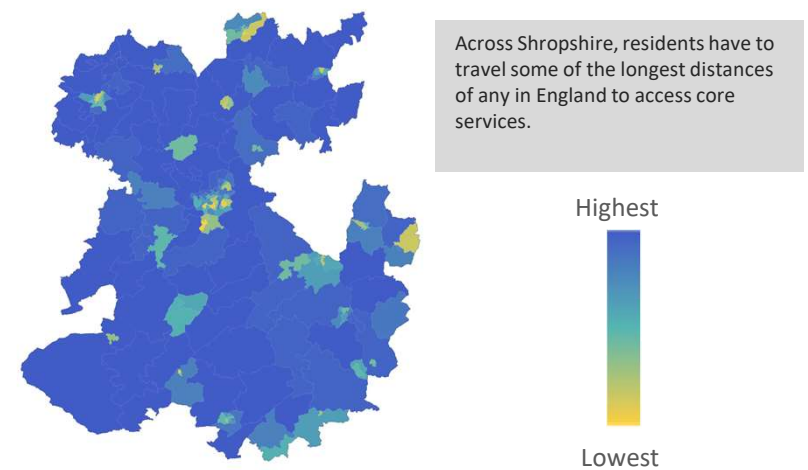 Across Shropshire, residents have to
travel some of the longest distances
of any in England to access core
services.
Highest
Lowest